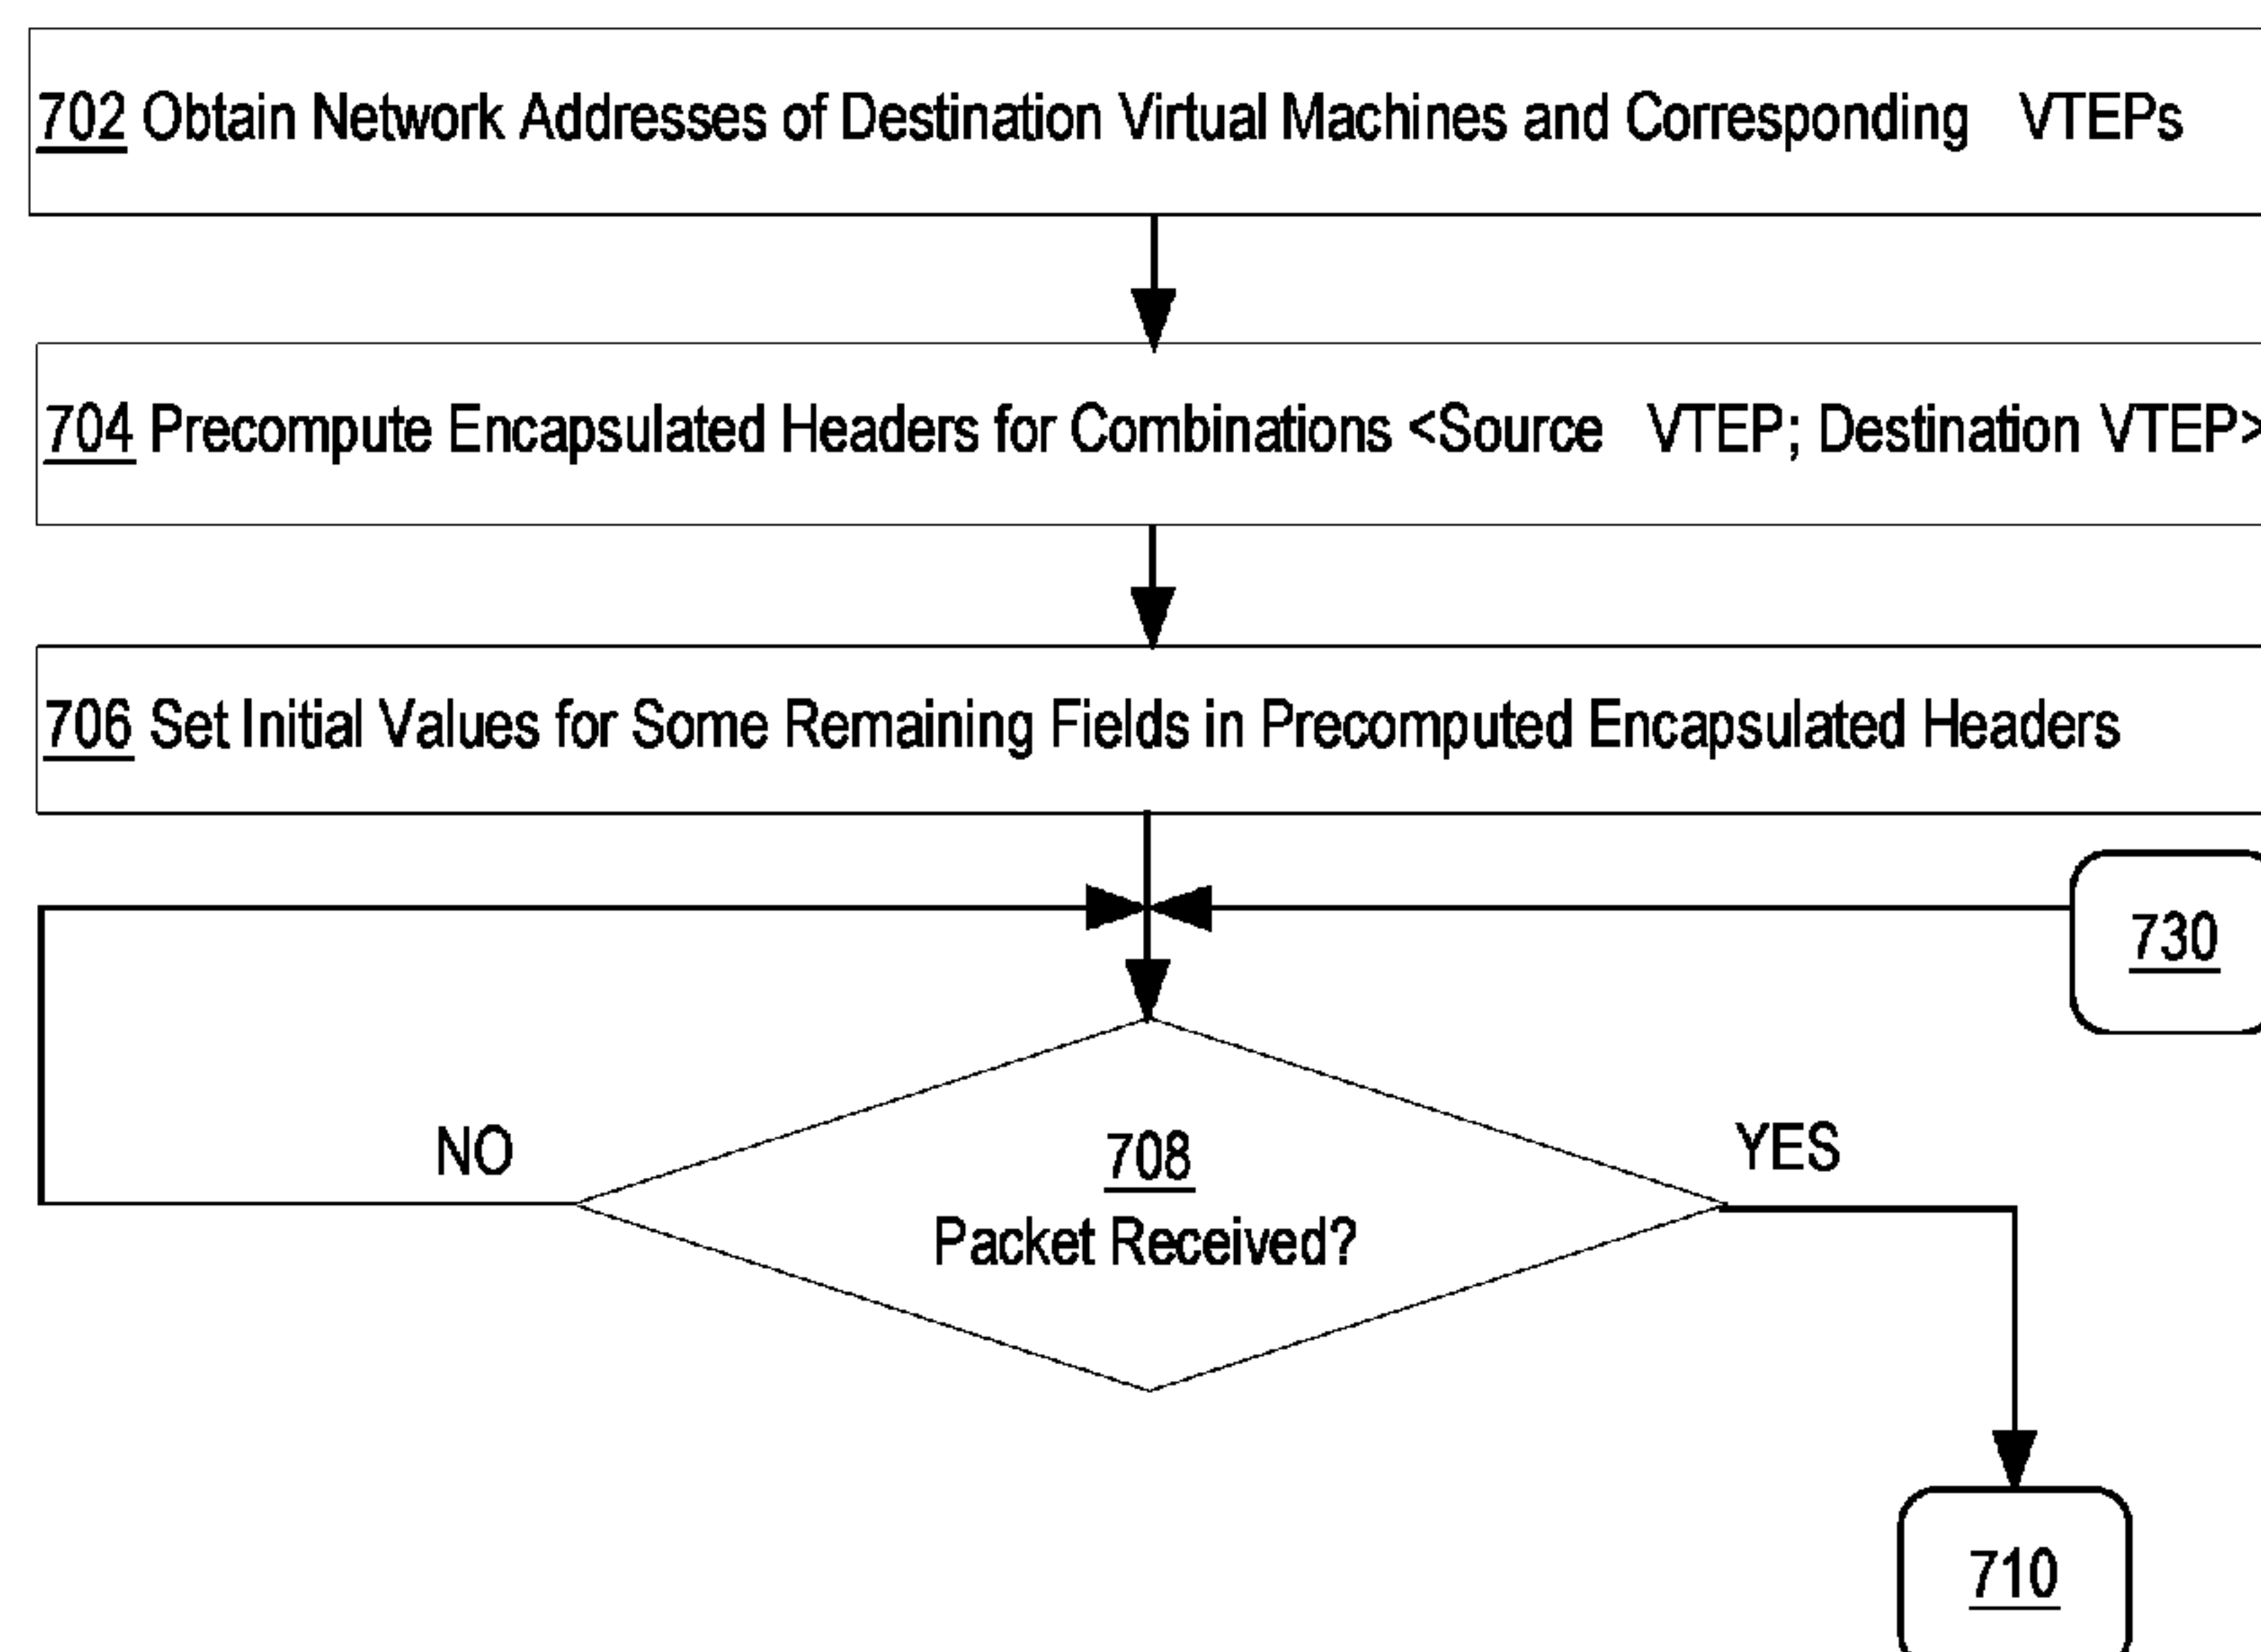 702 Obtain Network Addresses of Destination Virtual Machines and Corresponding VTEPs
704 Precompute Encapsulated Headers for Combinations <Source VTEP; Destination VTEP>
706 Set Initial Values for Some Remaining Fields in Precomputed Encapsulated Headers
730
NO
708
YES
Packet Received?
710